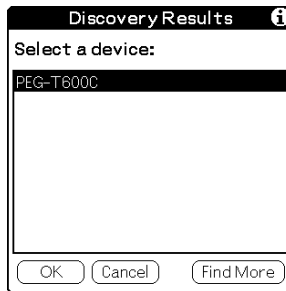 Discovery Results i
Select a device:
PEG-T600C
OK Cancel Find More